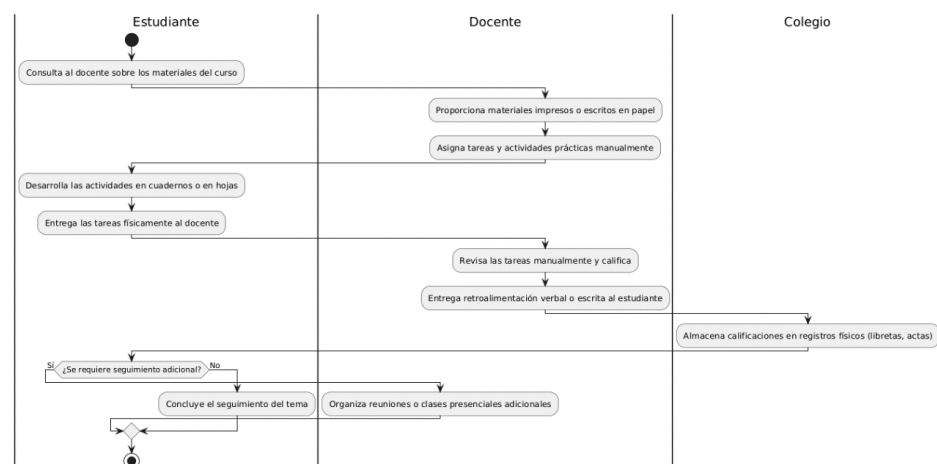 Estudiante
Docente
Colegio
Consulta al docente sobre los materiales del curso
Proporciona materiales impresos o escritos en papel
Asigna tareas y actividades prácticas manualmente
Desarrolla las actividades en cuadernos o en hojas
Entrega las tareas físicamente al docente
Revisa las tareas manualmente y califica
Entrega retroalimentación verbal o escrita al estudiante
Almacena calificaciones en registros físicos (libretas, actas)
Sí
¿Se requiere seguimiento adicional?
No
Concluye el seguimiento del tema
Organiza reuniones o clases presenciales adicionales